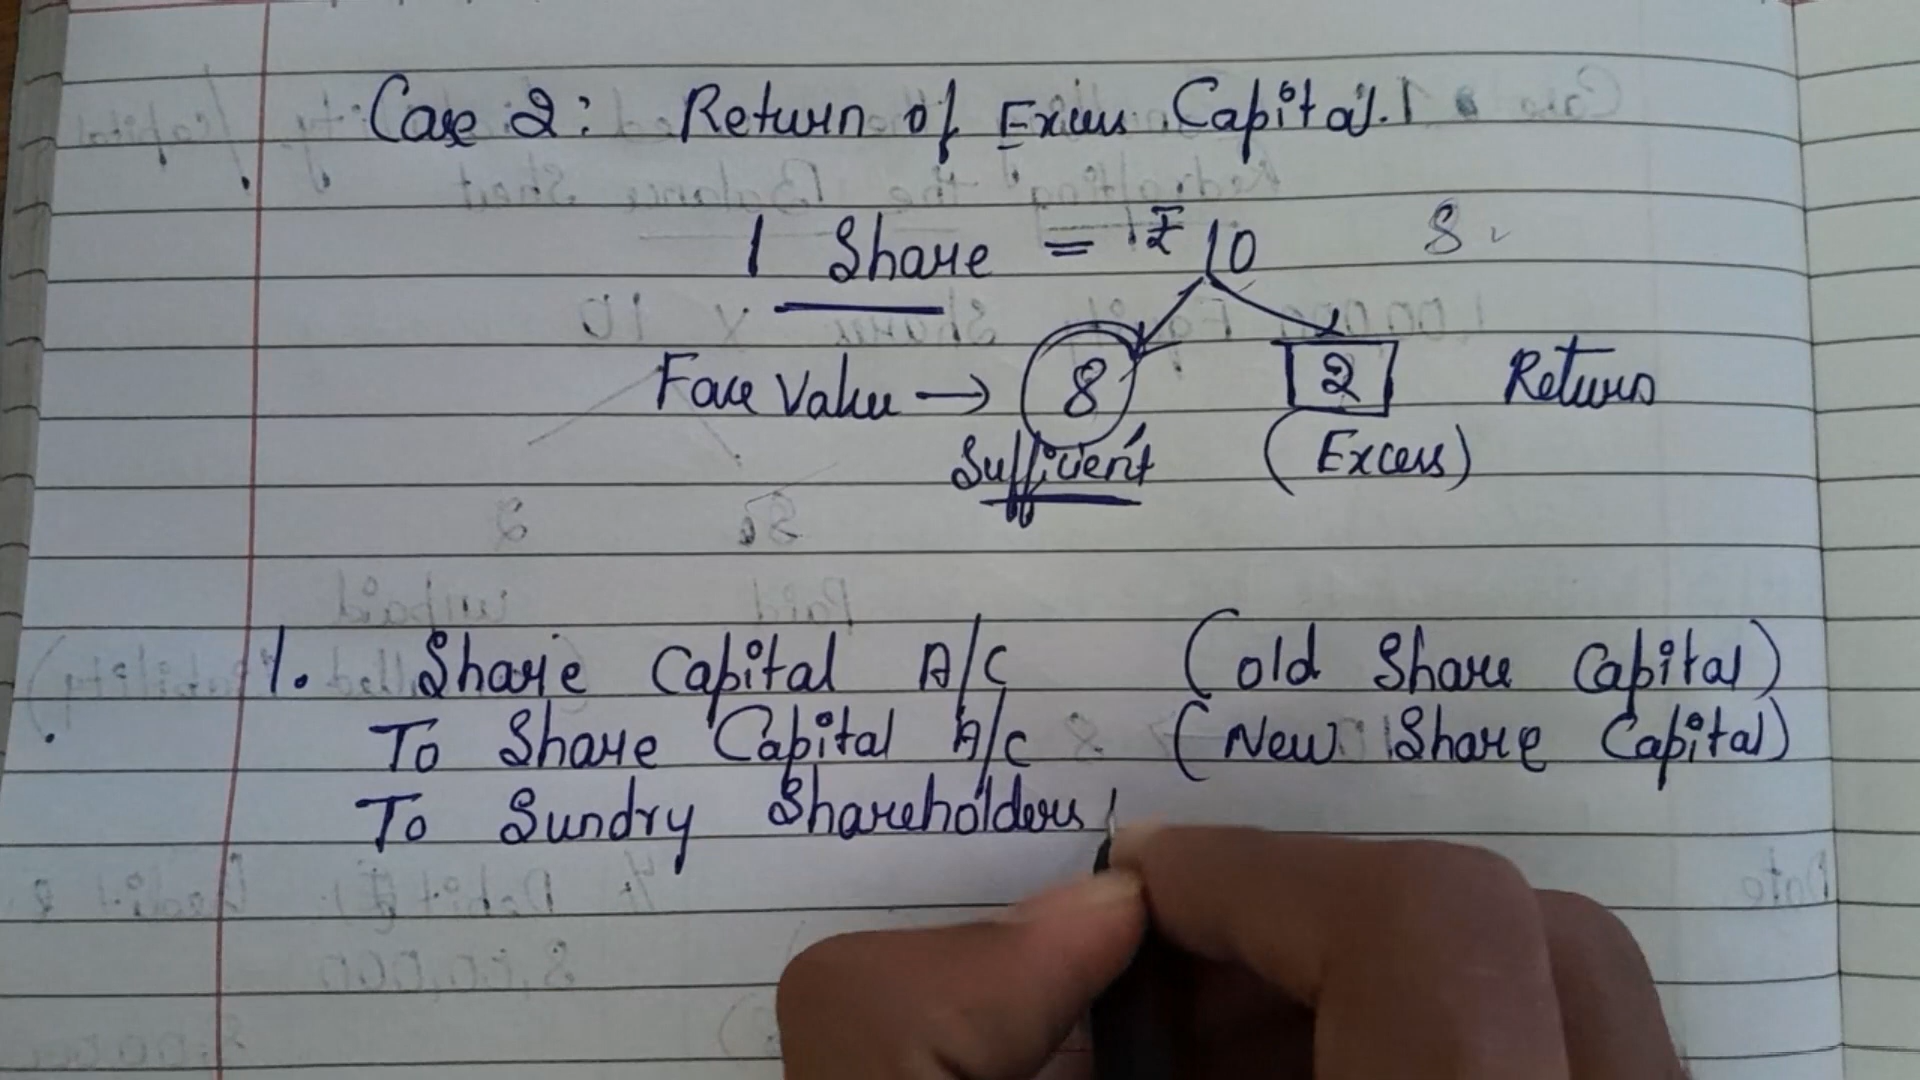 Case 2: Return of Excess Capital.
1 Share = ₹ 10 8
Face Value → 8 2 Return
Sufficient (Excess)
1. Share Capital A/C (old Share Capital)
To Share Capital A/C (New Share Capital)
To Sundry Shareholders